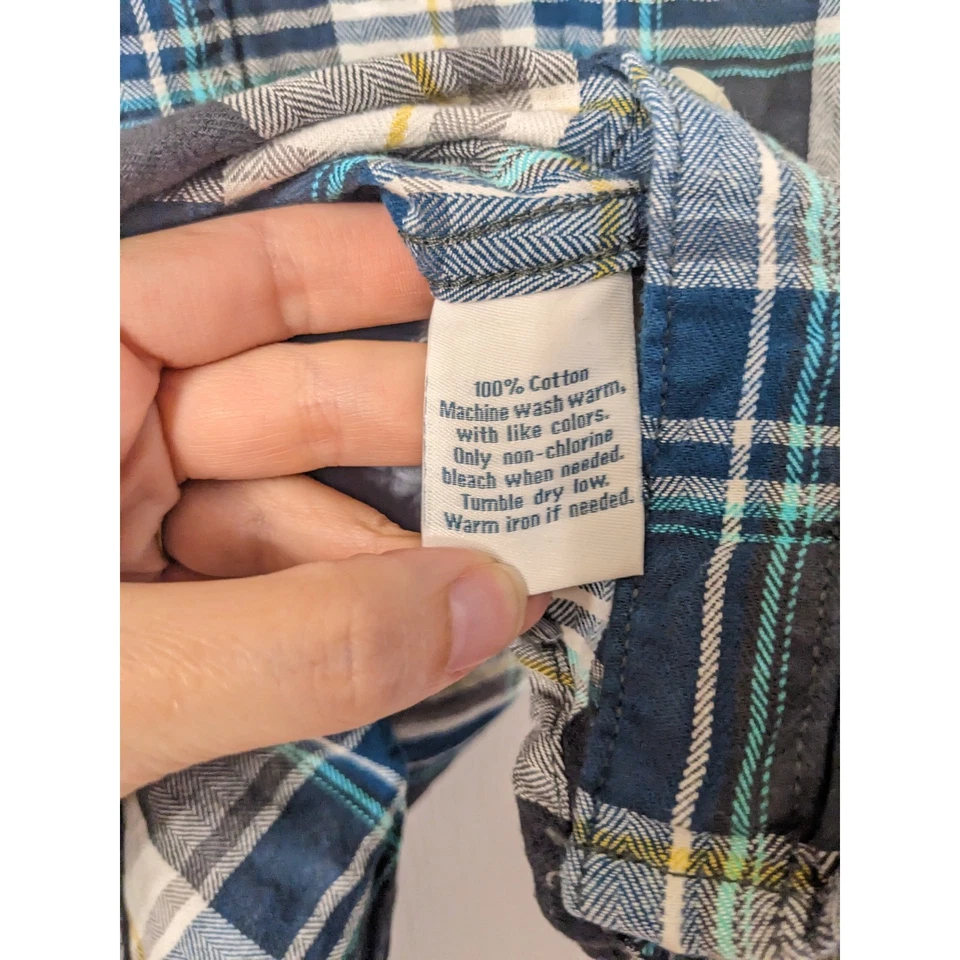 100% Cotton
Machine wash warm,
with like colors.
Only non-chlorine
bleach when needed.
Tumble dry low.
Warm iron if needed.